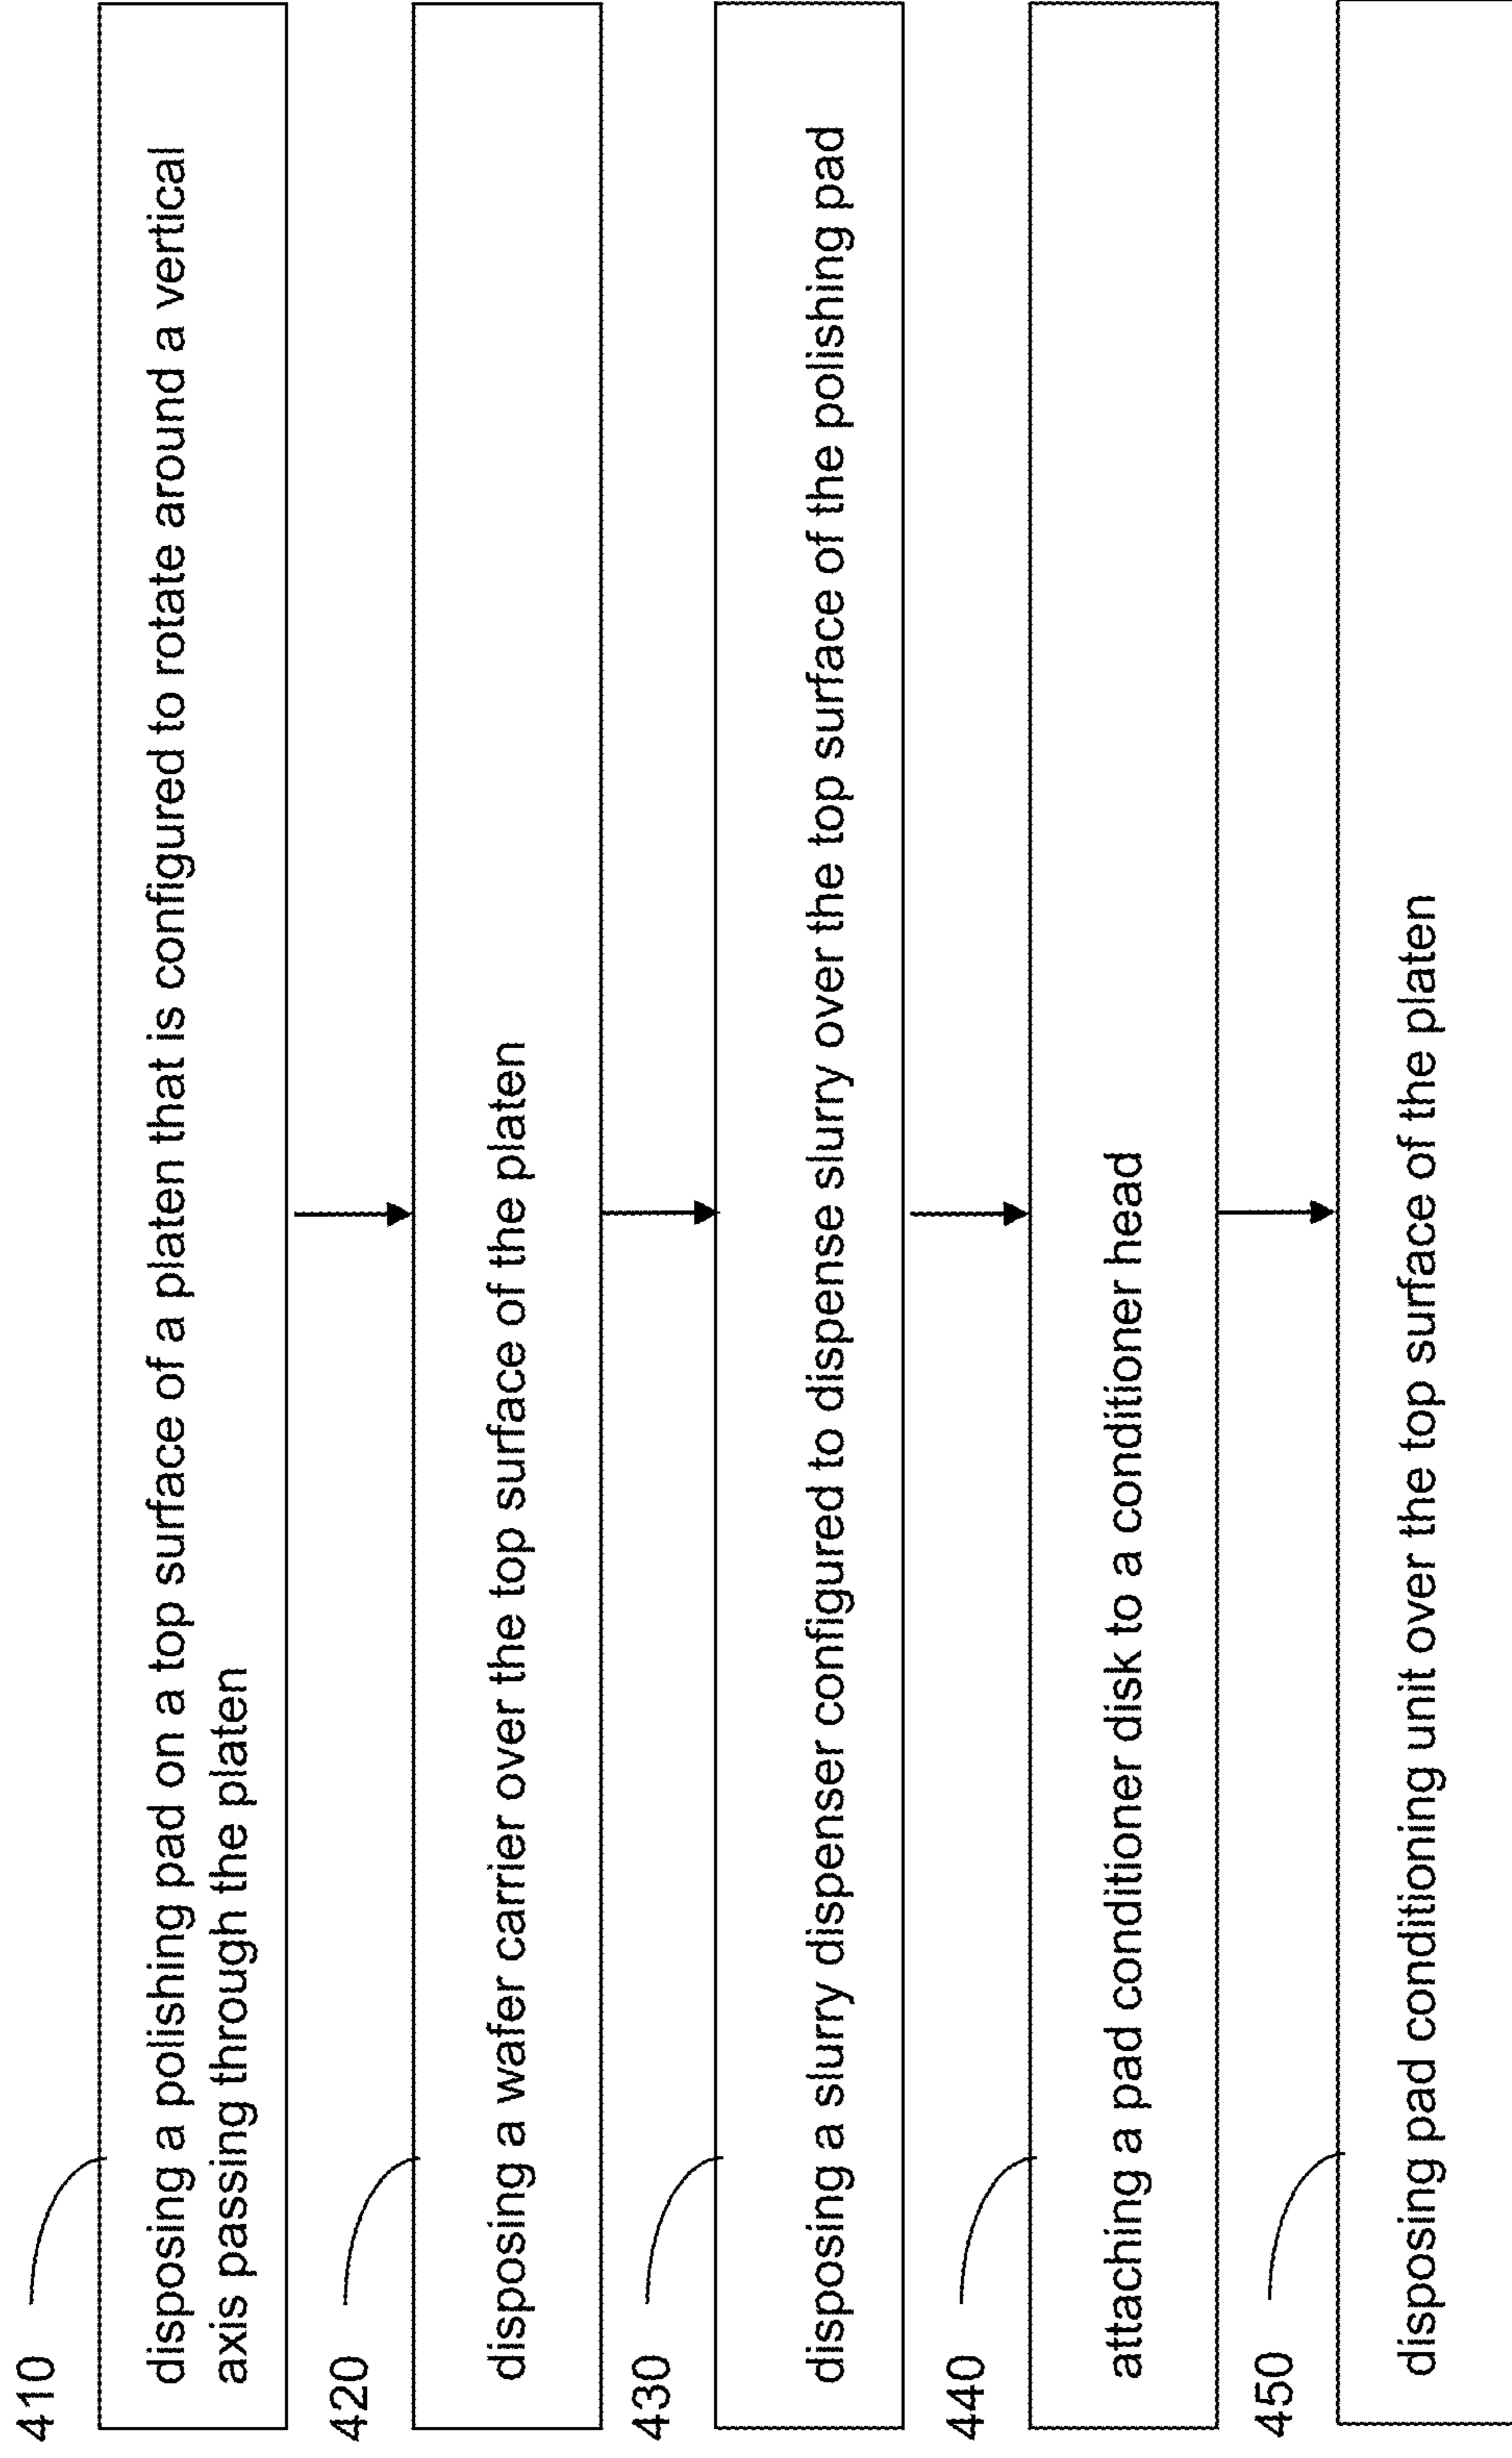 410
disposing a polishing pad on a top surface of a platen that is configured to rotate around a vertical
axis passing through the platen
420
disposing a wafer carrier over the top surface of the platen
430
disposing a slurry dispenser configured to dispense slurry over the top surface of the polishing pad
440
attaching a pad conditioner disk to a conditioner head
450
disposing pad conditioning unit over the top surface of the platen